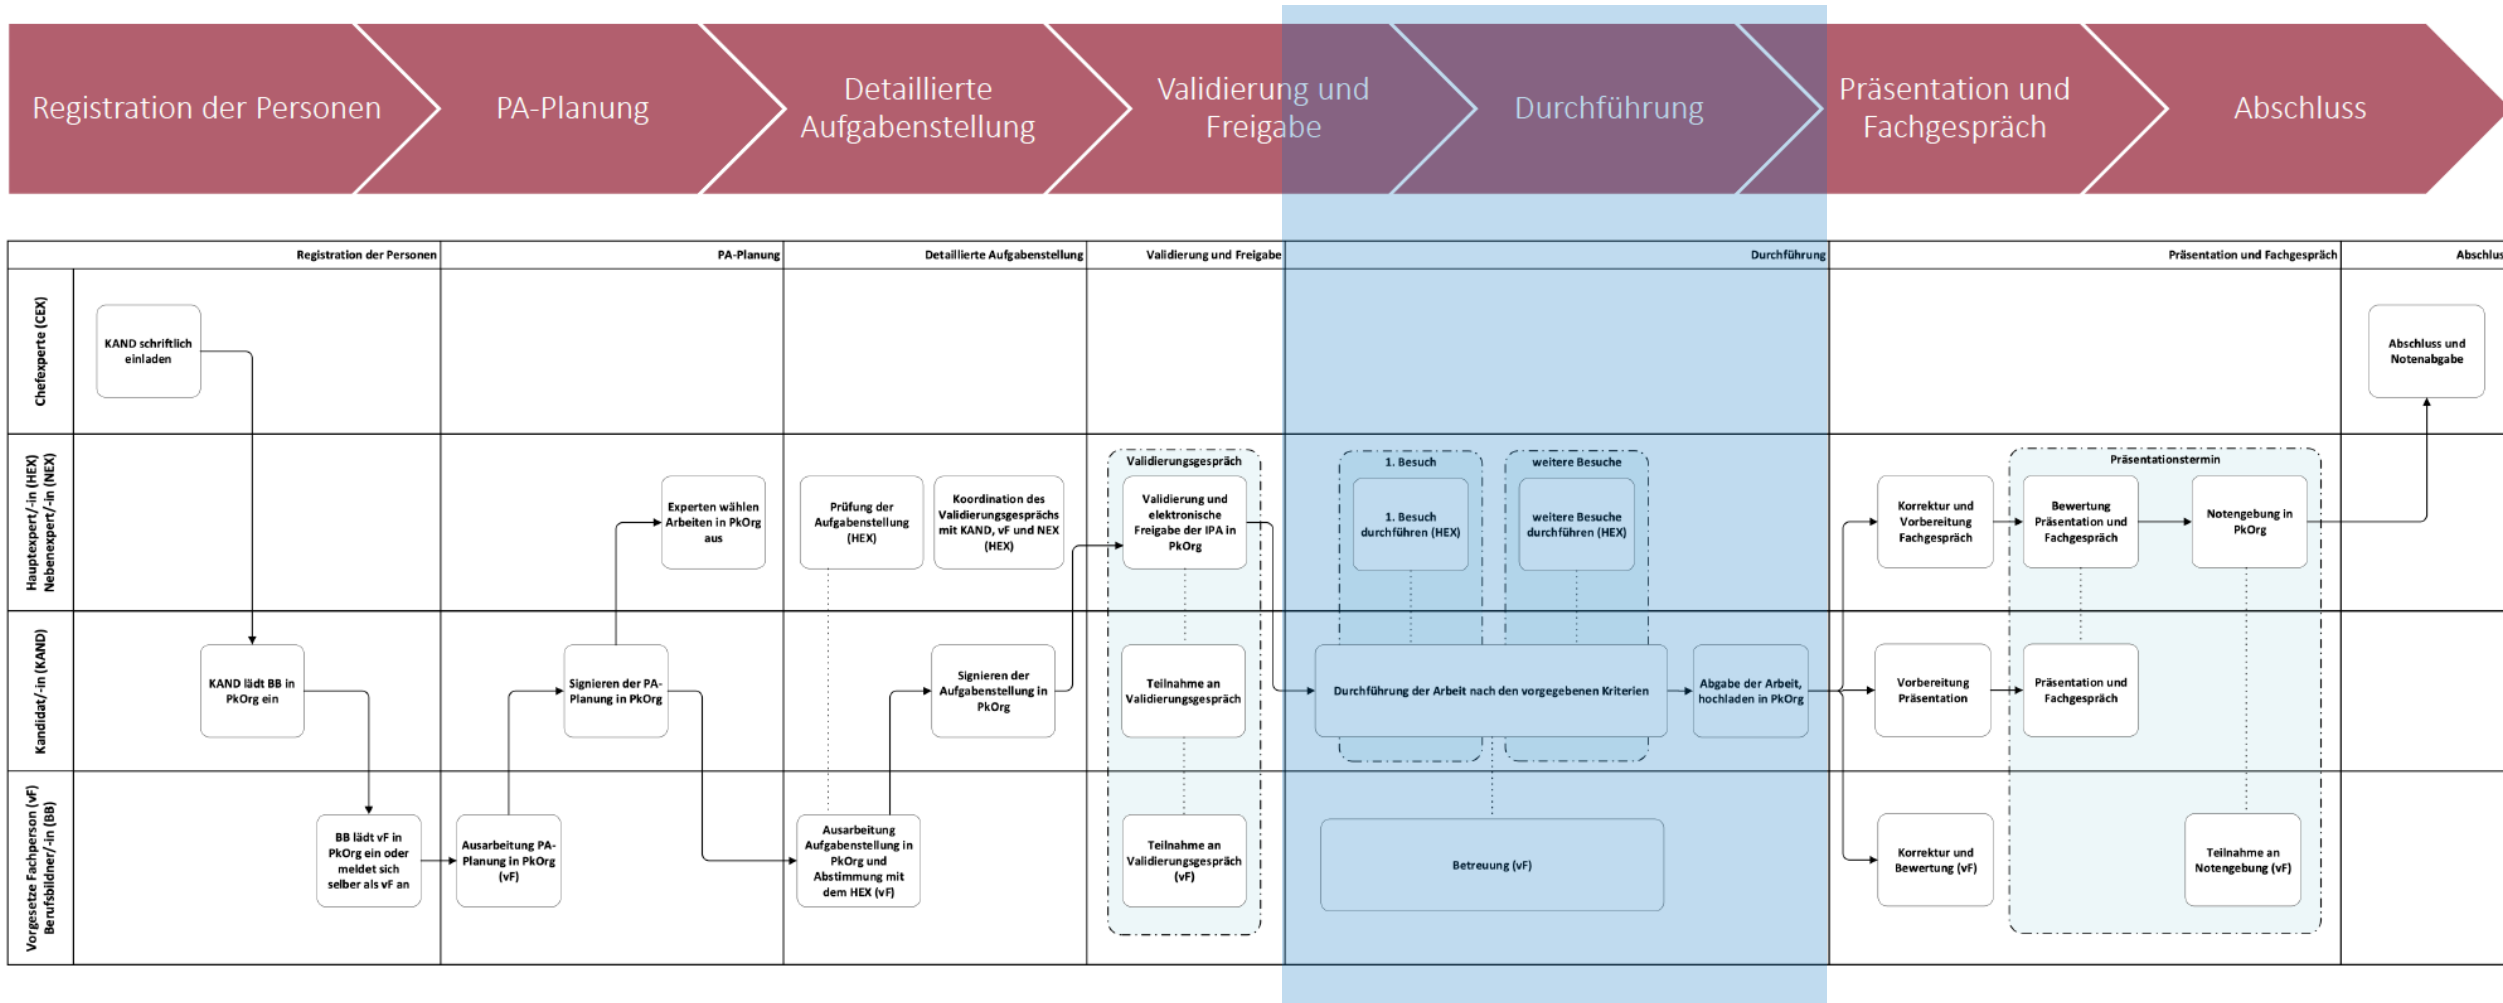 Registration der Personen
PA-Planung
Detaillierte
Aufgabenstellung
Validierung und
Freigabe
Durchführung
Präsentation und
Fachgespräch
Abschluss
Registration der Personen
PA-Planung
Detaillierte Aufgabenstellung
Validierung und Freigabe
Durchführung
Präsentation und Fachgespräch
Abschlus
Chefexperte (CEX)
KAND schriftlich
einladen
Abschluss und
Notenabgabe
Hauptexpert/-in (HEX)
Nebenexpert/-in (NEX)
Experten wählen
Arbeiten in PkOrg
aus
Prüfung der
Aufgabenstellung
(HEX)
Koordination des
Validierungsgesprächs
mit KAND, vF und NEX
(HEX)
Validierungsgespräch
Validierung und
elektronische
Freigabe der IPA in
PkOrg
1. Besuch
1. Besuch
durchführen (HEX)
weitere Besuche
weitere Besuche
durchführen (HEX)
Korrektur und
Vorbereitung
Fachgespräch
Präsentationstermin
Bewertung
Präsentation und
Fachgespräch
Notengebung in
PkOrg
Kandidat/-in (KAND)
KAND lädt BB in
PkOrg ein
Signieren der PA-
Planung in PkOrg
Signieren der
Aufgabenstellung in
PkOrg
Teilnahme an
Validierungsgespräch
Durchführung der Arbeit nach den vorgegebenen Kriterien
Abgabe der Arbeit,
hochladen in PkOrg
Vorbereitung
Präsentation
Präsentation und
Fachgespräch
Vorgesetze Fachperson (vF)
Berufsbildner/-in (BB)
BB lädt vF in
PkOrg ein oder
meldet sich
selber als vF an
Ausarbeitung PA-
Planung in PkOrg
(vF)
Ausarbeitung
Aufgabenstellung in
PkOrg und
Abstimmung mit
dem HEX (vF)
Teilnahme an
Validierungsgespräch
(vF)
Betreuung (vF)
Korrektur und
Bewertung (vF)
Teilnahme an
Notengebung (vF)